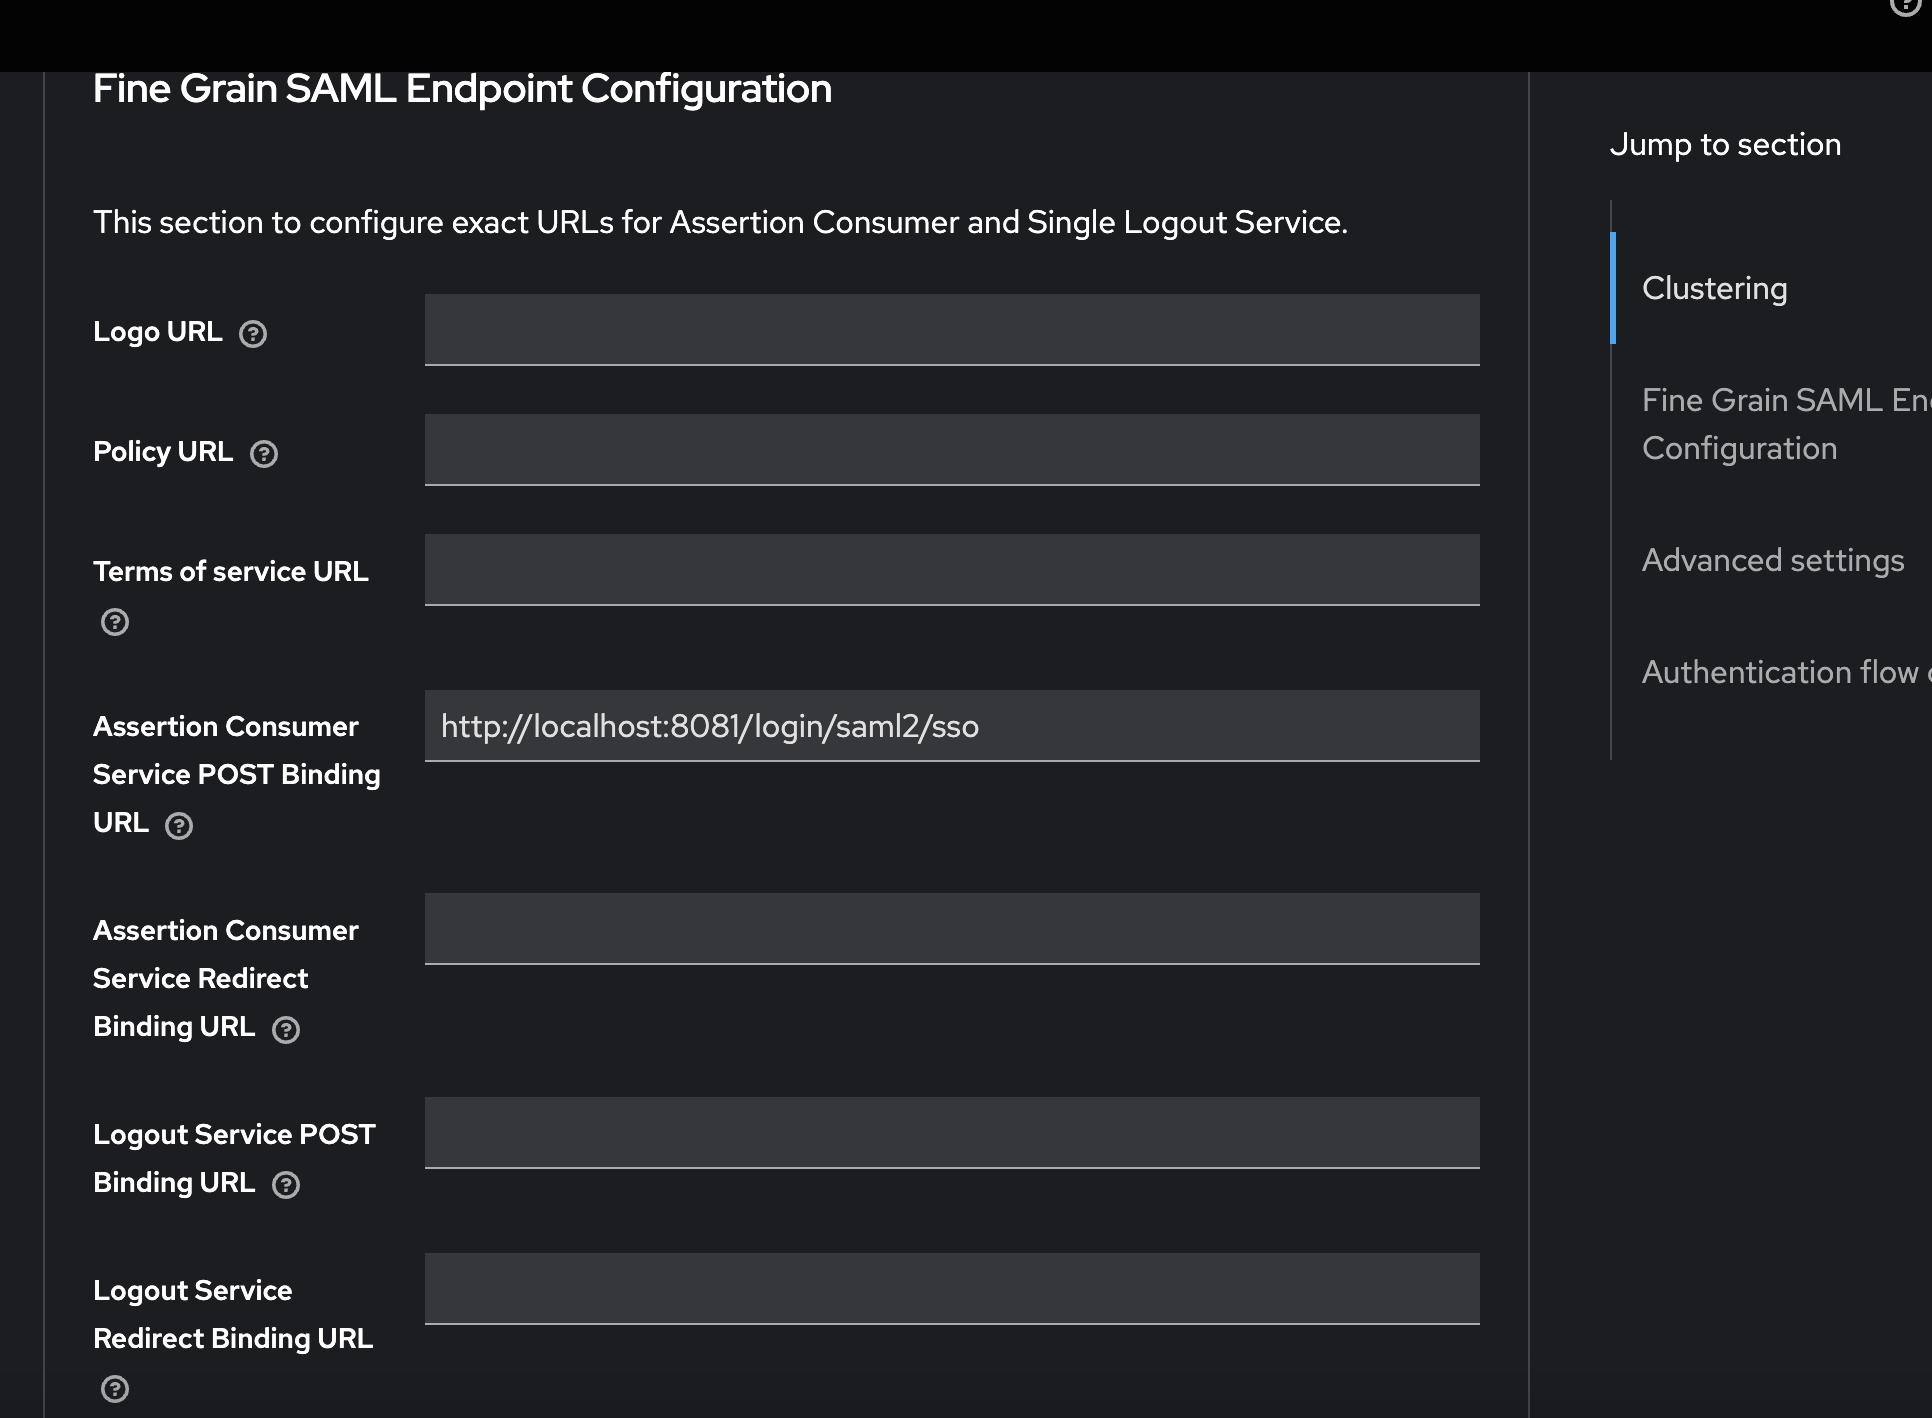 Fine Grain SAML Endpoint Configuration
This section to configure exact URLs for Assertion Consumer and Single Logout Service.
Logo URL
Policy URL
Terms of service URL
Assertion Consumer
Service POST Binding
URL
http://localhost:8081/login/saml2/sso
Assertion Consumer
Service Redirect
Binding URL
Logout Service POST
Binding URL
Logout Service
Redirect Binding URL
Jump to section
Clustering
Fine Grain SAML En
Configuration
Advanced settings
Authentication flow